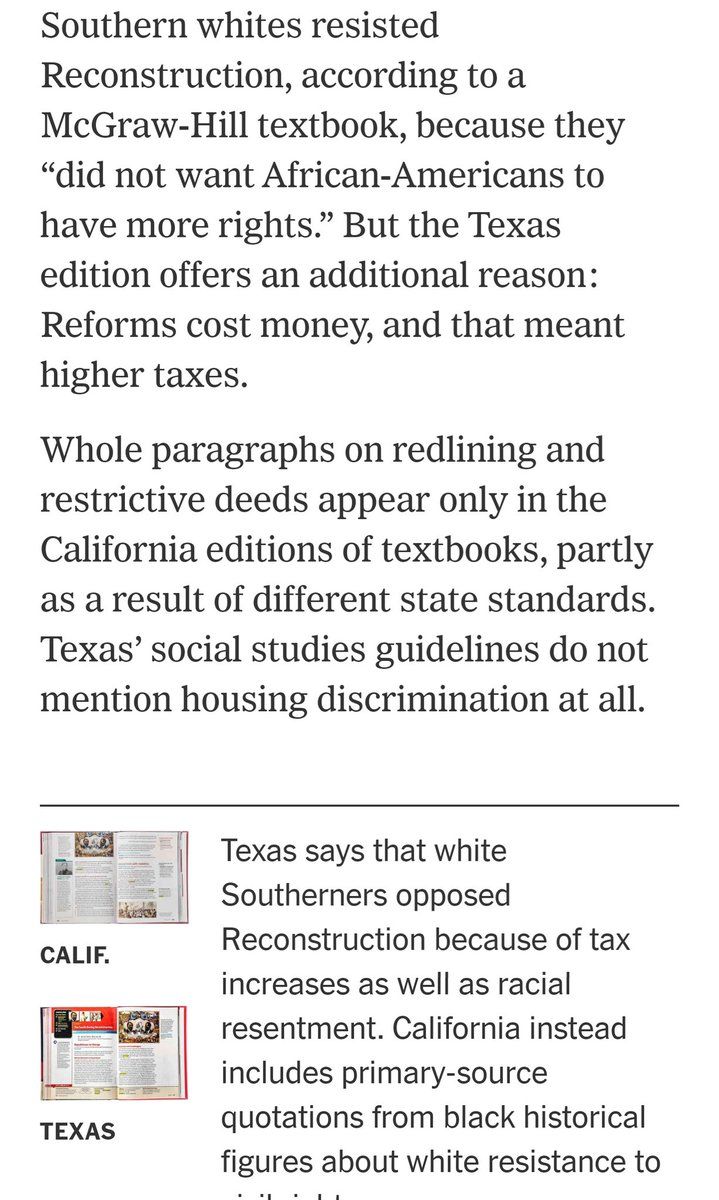 Southern whites resisted
Reconstruction, according to a
McGraw-Hill textbook, because they
“did not want African-Americans to
have more rights.” But the Texas
edition offers an additional reason:
Reforms cost money, and that meant
higher taxes.
Whole paragraphs on redlining and
restrictive deeds appear only in the
California editions of textbooks, partly
as a result of different state standards.
Texas’ social studies guidelines do not
mention housing discrimination at all.
CALIF.
TEXAS
Texas says that white
Southerners opposed
Reconstruction because of tax
increases as well as racial
resentment. California instead
includes primary-source
quotations from black historical
figures about white resistance to